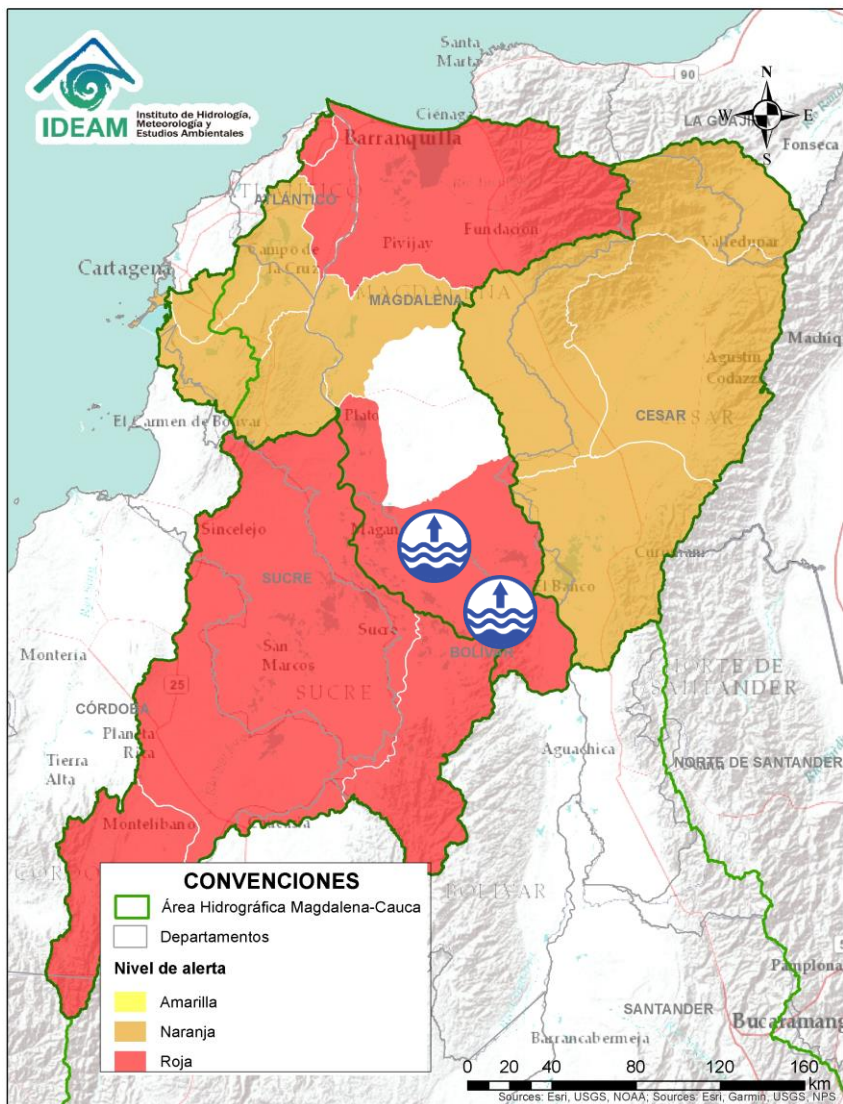 IDEAM
Instituto de Hidrología,
Meteorología y
Estudios Ambientales
Santa
Marta
90
N
W
E
S
Ciénaga
Fonseca
Barranquilla
ATLÁNTICO
Fundación
Pivijay
Valledupar
Campo de
la Cruz
Cartagena
MAGDALENA
Agustín
Codazzi
CESAR
El Carmen de Bolívar
Plato
Sincelejo
SUCRE
El Banco
Sucre
BOLÍVAR
San
Marcos
SUCRE
Montería
25
CÓRDOBA
Planeta
Rica
NORTE DE
SANTANDER
Tierra
Alta
Aguachica
NORTE DE SANTANDER
Montelibano
BOLÍVAR
CONVENCIONES
Área Hidrográfica Magdalena-Cauca
Departamentos
Nivel de alerta
Amarilla
Naranja
Roja
Pamplona
SANTANDER
Barrancabermeja
0 20 40 80 120 160
km
Sources: Esri, USGS, NOAA; Sources: Esri, Garmin, USGS, NPS